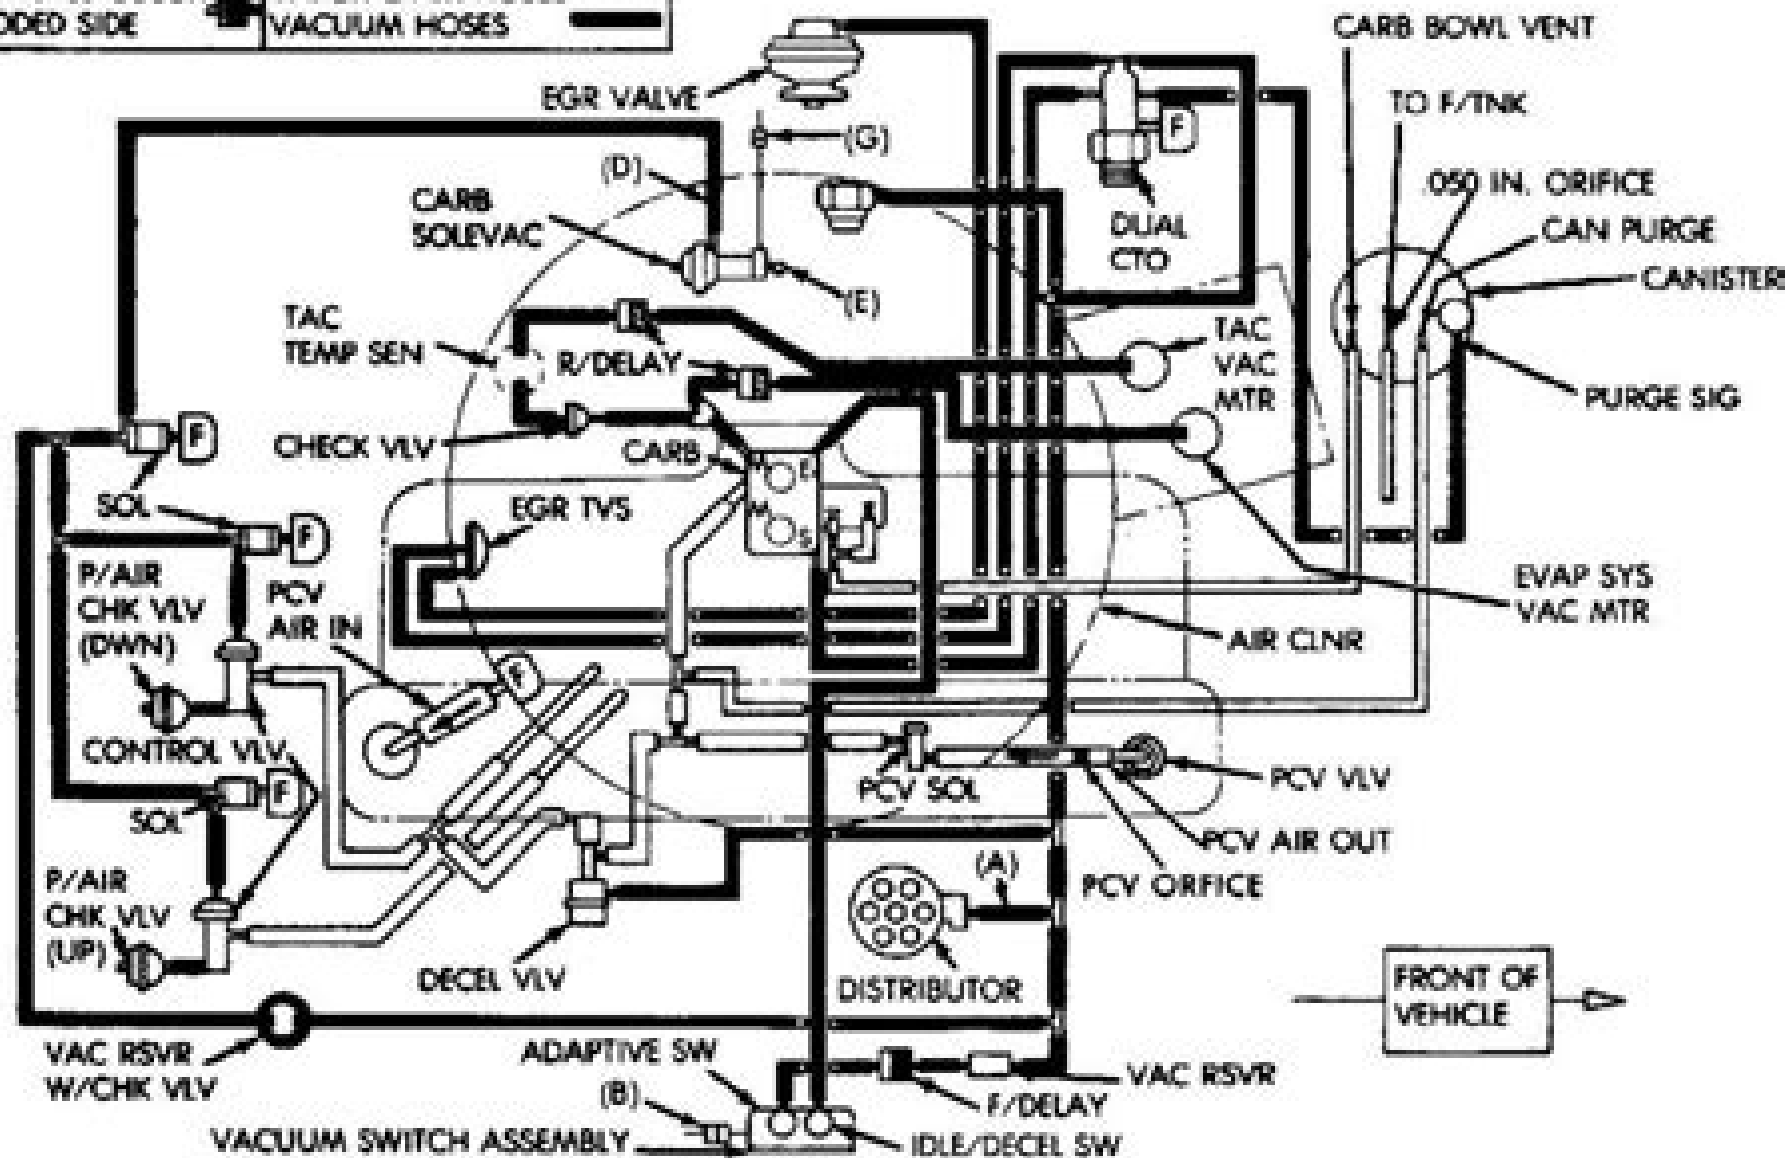 ODED SIDE
VACUUM HOSES
CARB BOWL VENT
EGR VALVE
TO F/TNK
(G)
F
(D)
.050 IN. ORIFICE
CARB
SOLEVAC
DUAL
CTO
CAN PURGE
CANISTER
(E)
TAC
TEMP SEN
R/DELAY
TAC
VAC
MTR
PURGE SIG
F
CHECK VLV
CARB
M
E
SOL
EGR TVS
M
S
F
P/AIR
CHK VLV
(DWN)
PCV
AIR IN
EVAP SYS
VAC MTR
AIR CLNR
F
CONTROL VLV
F
SOL
PCV SOL
PCV VLV
PCV AIR OUT
PCV ORFICE
(A)
P/AIR
CHK VLV
(UP)
DECEL VLV
DISTRIBUTOR
FRONT OF
VEHICLE
VAC RSVR
W/CHK VLV
ADAPTIVE SW
(B)
VAC RSVR
F/DELAY
VACUUM SWITCH ASSEMBLY
IDLE/DECEL SW